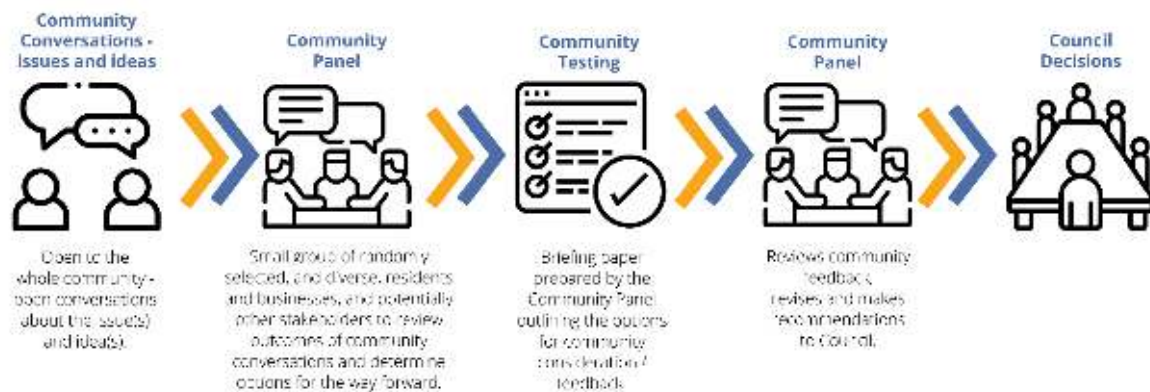 Community
Conversations -
Issues and Ideas
Open to the
whole community -
open conversations
about the issue(s)
and idea(s).
Community
Panel
Small group of randomly
selected, and diverse, residents
and businesses, and potentially
other stakeholders to review
outcomes of community
conversations and determine
options for the way forward.
Community
Testing
Briefing paper
prepared by the
Community Panel
outlining the options
for community
consideration /
feedback
Community
Panel
Reviews community
feedback,
revises and makes
recommendations
to Council.
Council
Decisions